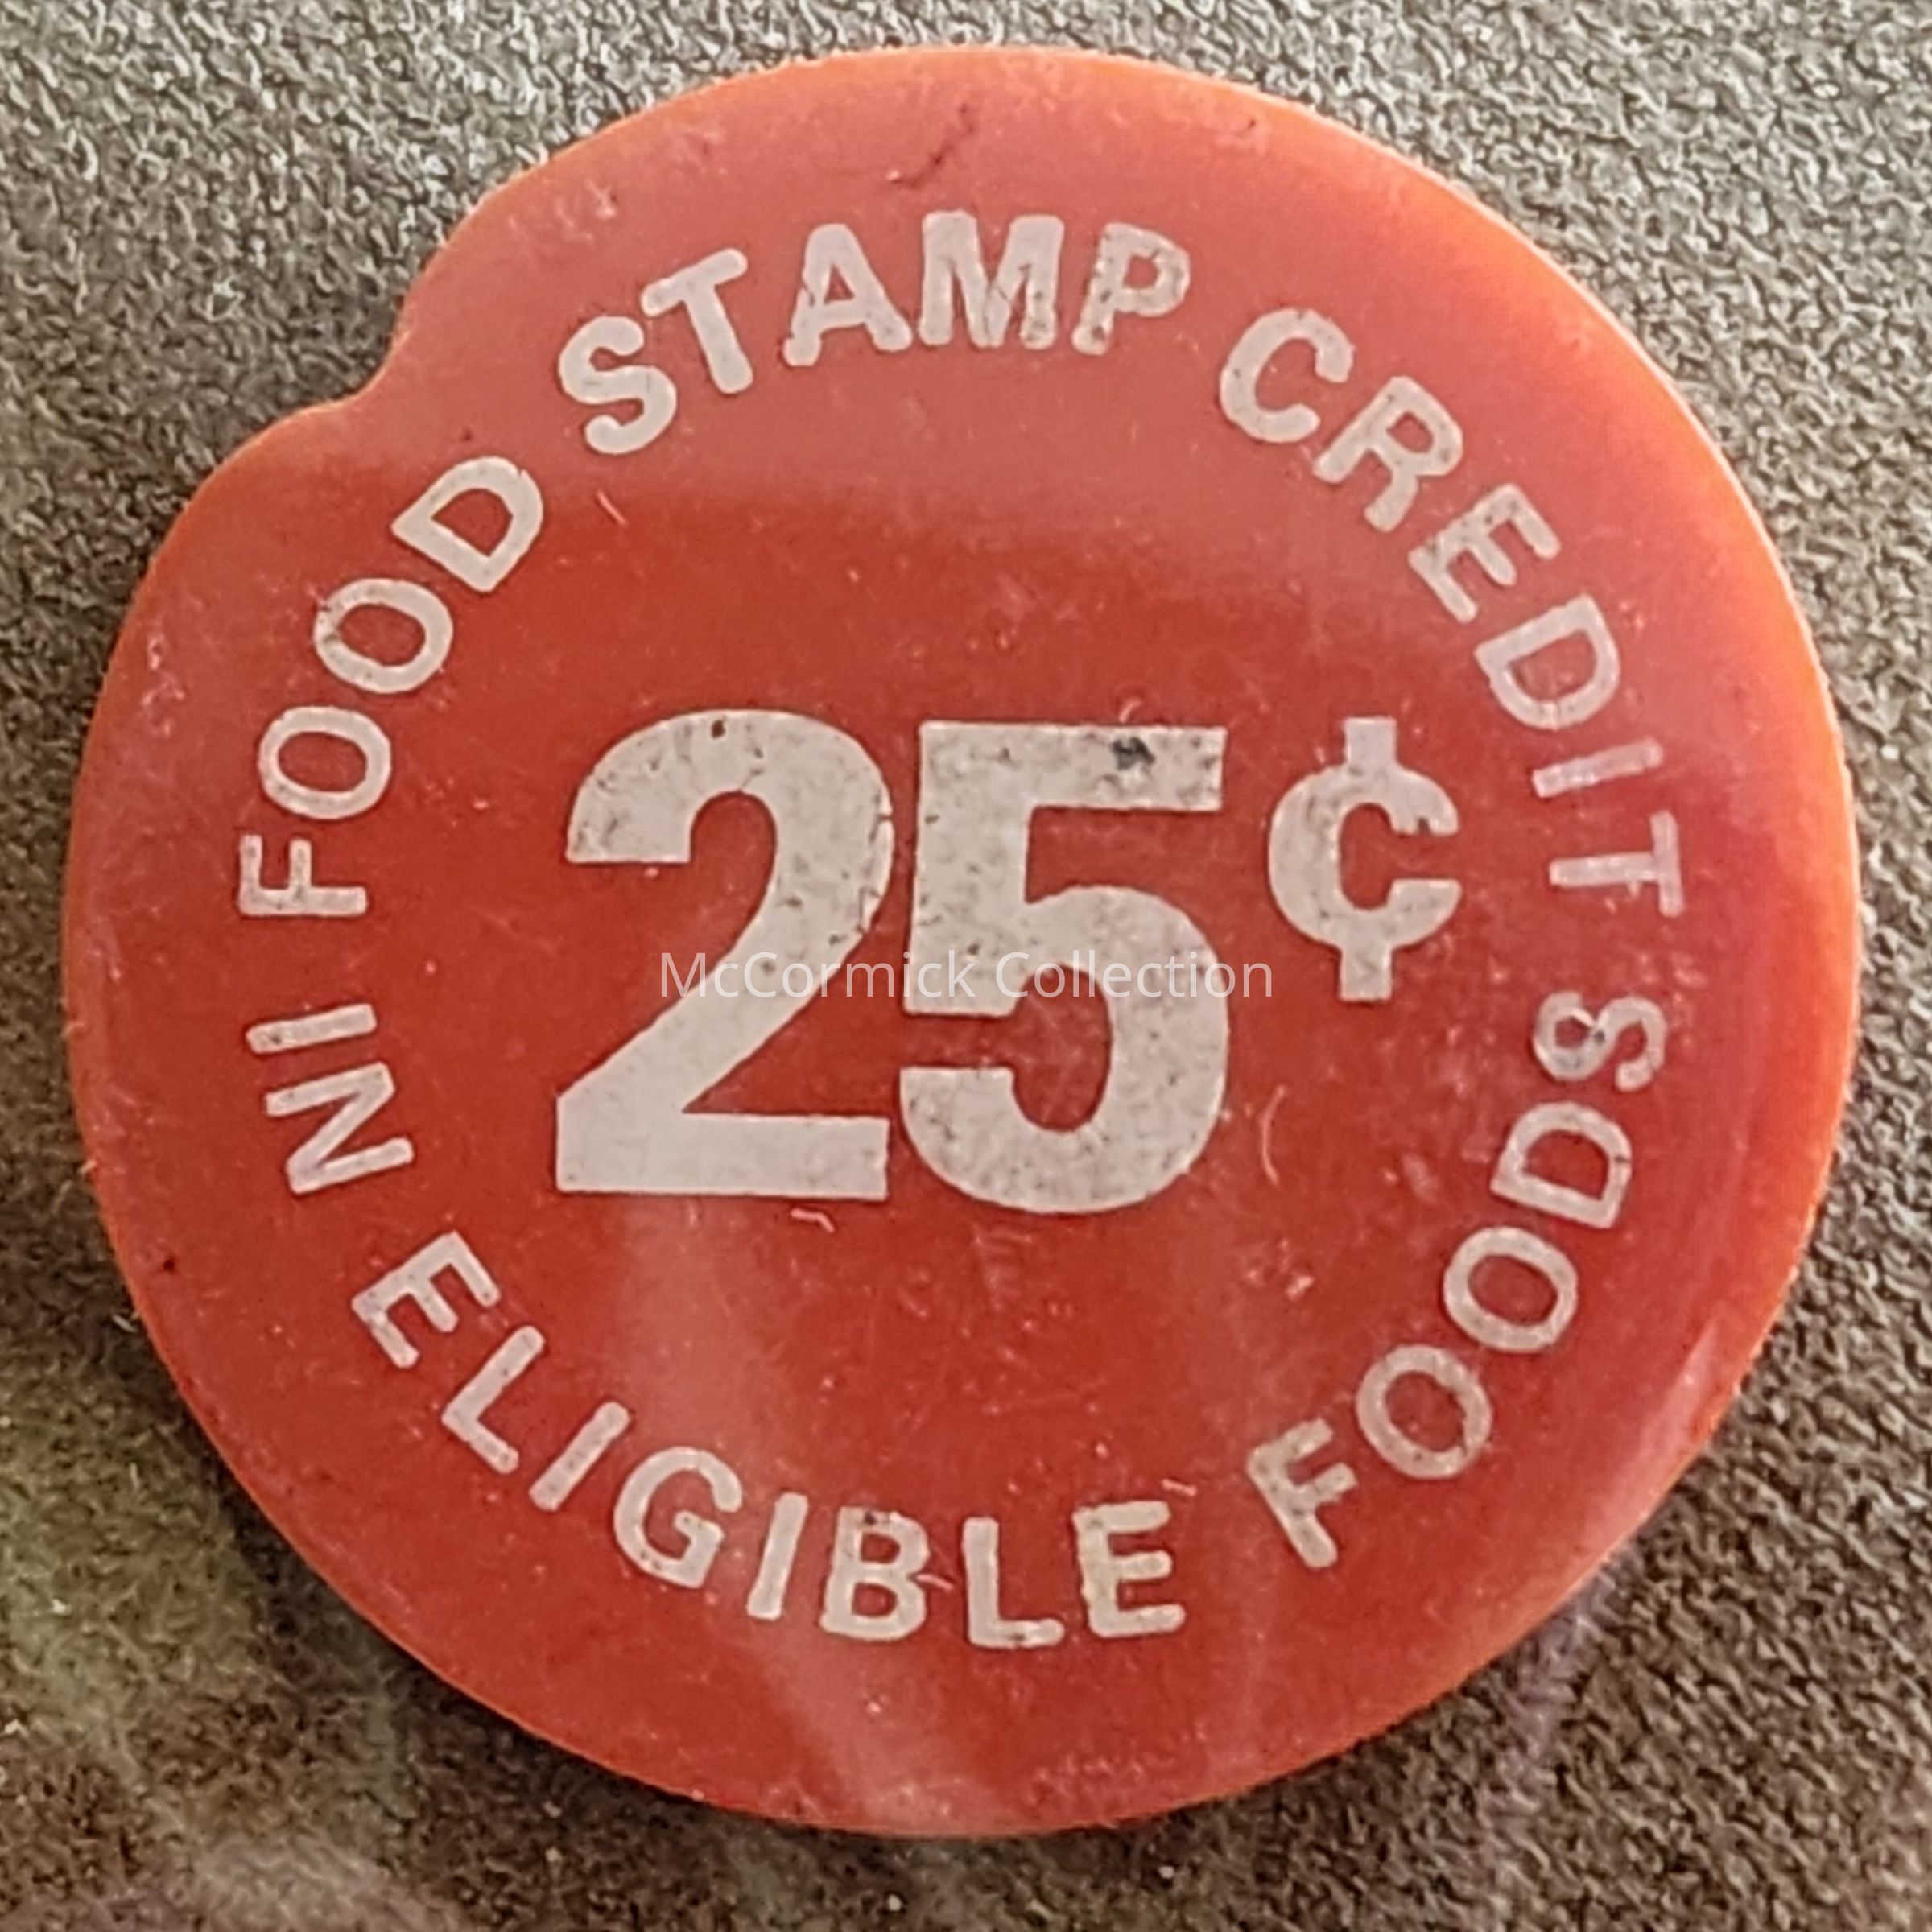 FOOD STAMP CREDIT
25¢
IN ELIGIBLE FOODS
McCormick Collection